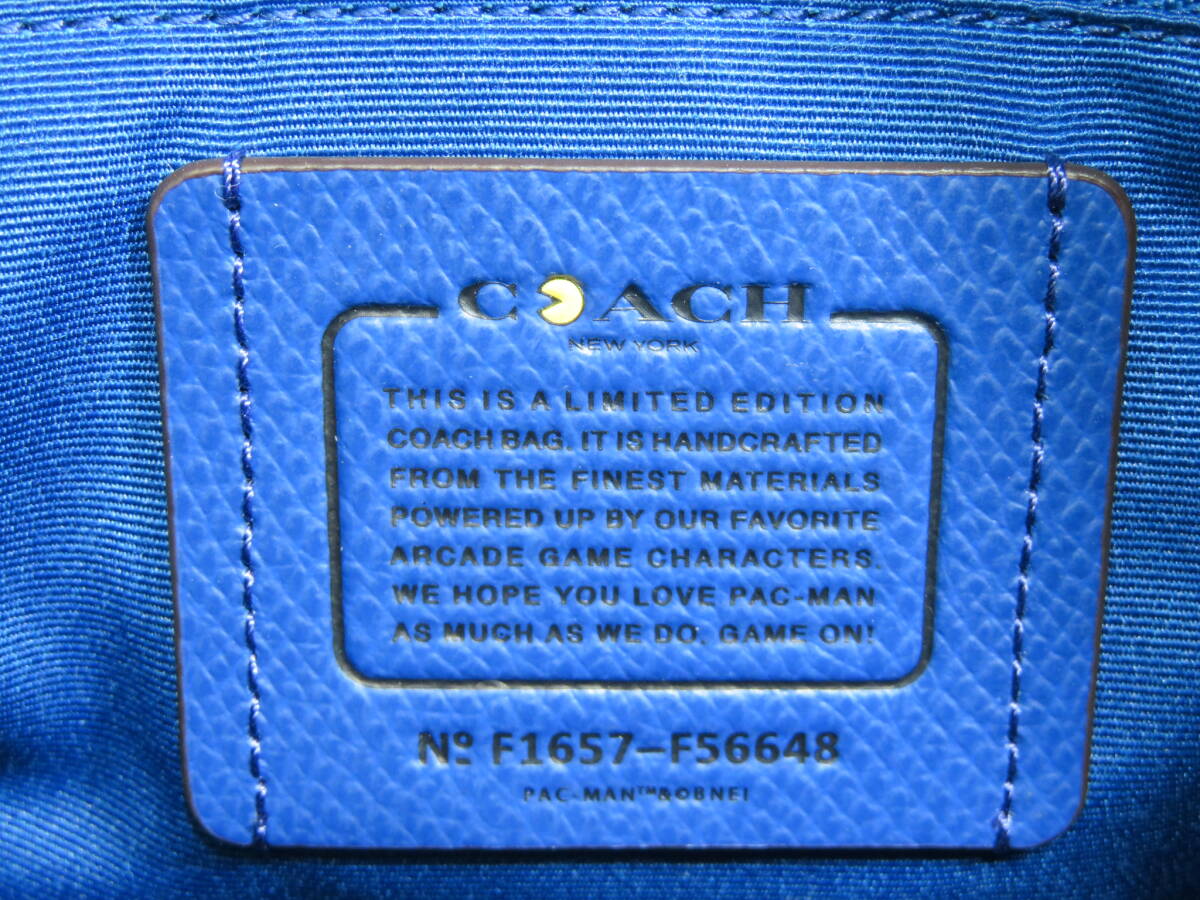 COACH
NEW YORK
THIS IS A LIMITED EDITION
COACH BAG. IT IS HANDCRAFTED
FROM THE FINEST MATERIALS
POWERED UP BY OUR FAVORITE
ARCADE GAME CHARACTERS.
WE HOPE YOU LOVE PAC-MAN
AS MUCH AS WE DO. GAME ON!
Nº F1657-F56648
PAC-MAN™&©BNEI